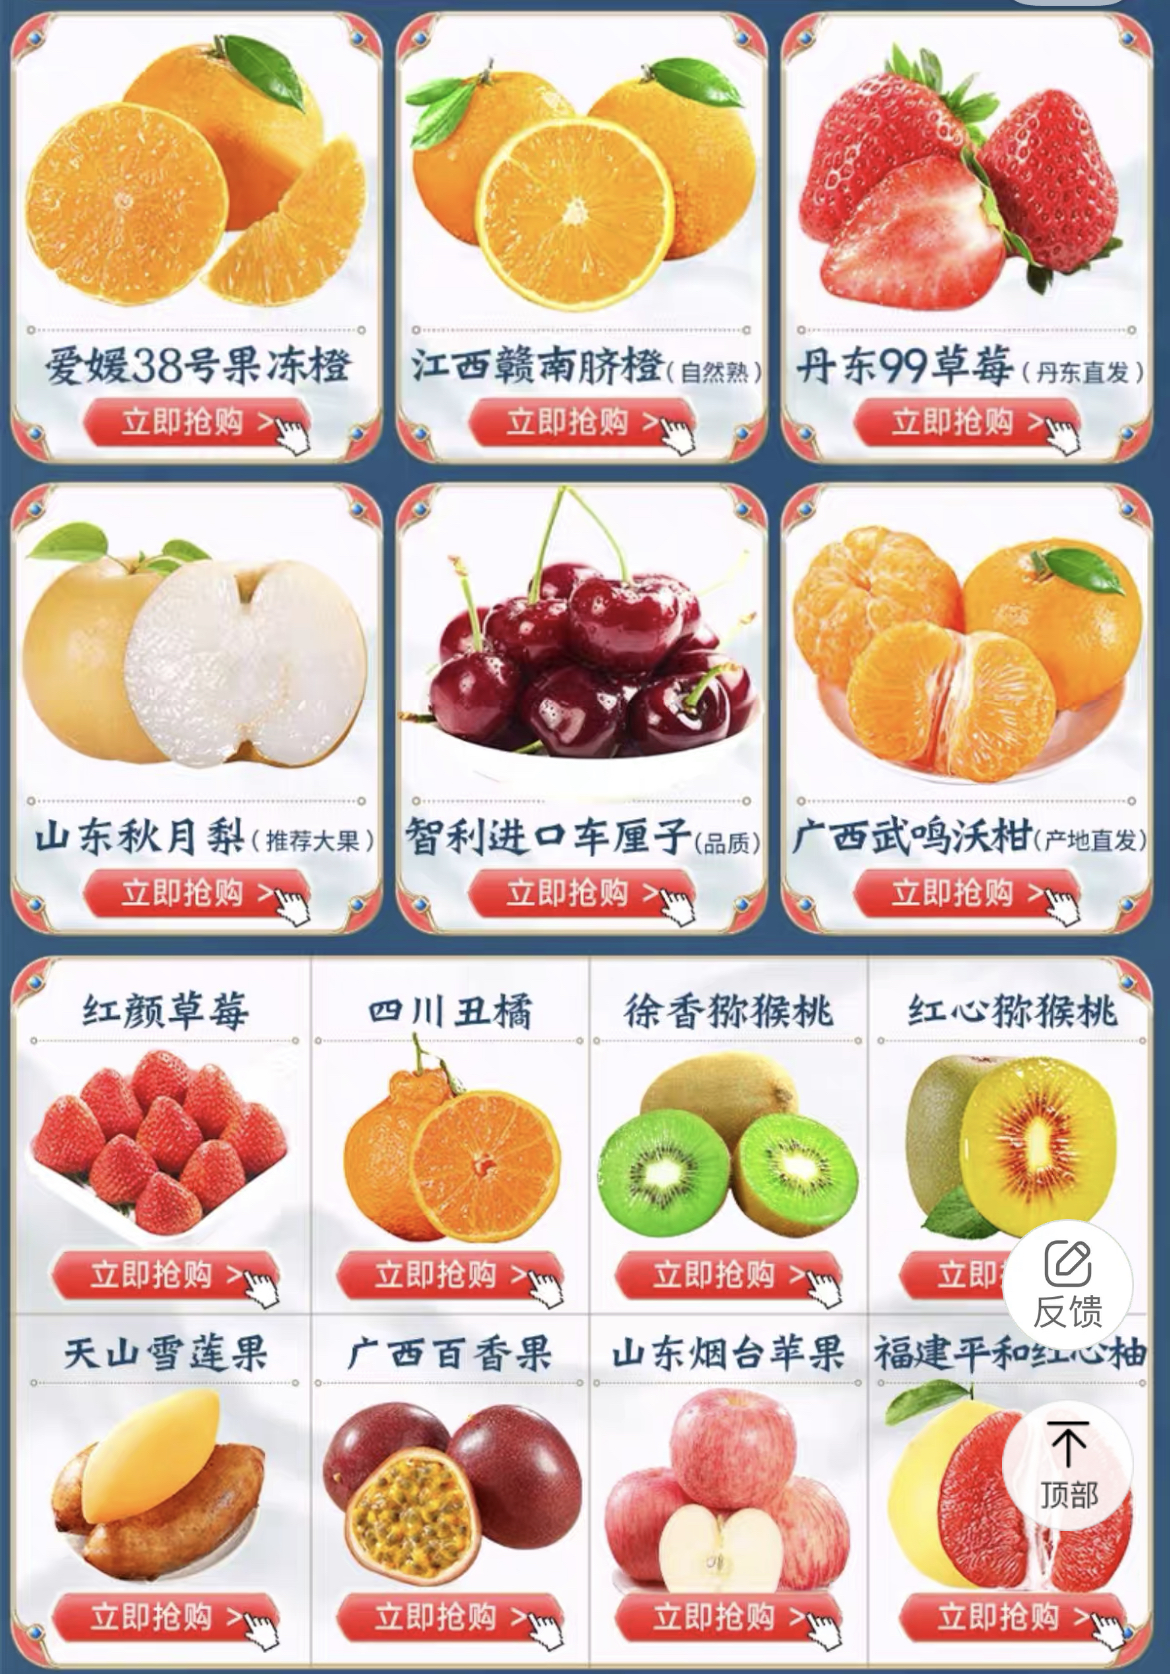 爱媛38号果冻橙
立即抢购 >
江西赣南脐橙(自然熟)
立即抢购 >
丹东99草莓(丹东直发)
立即抢购 >
山东秋月梨(推荐大果)
立即抢购 >
智利进口车厘子(品质)
立即抢购 >
广西武鸣沃柑(产地直发)
立即抢购 >
红颜草莓
立即抢购 >
四川丑橘
立即抢购 >
徐香猕猴桃
立即抢购 >
红心猕猴桃
立即
反馈
天山雪莲果
立即抢购 >
广西百香果
立即抢购 >
山东烟台苹果
立即抢购 >
福建平和红心柚
顶部
立即抢购 >